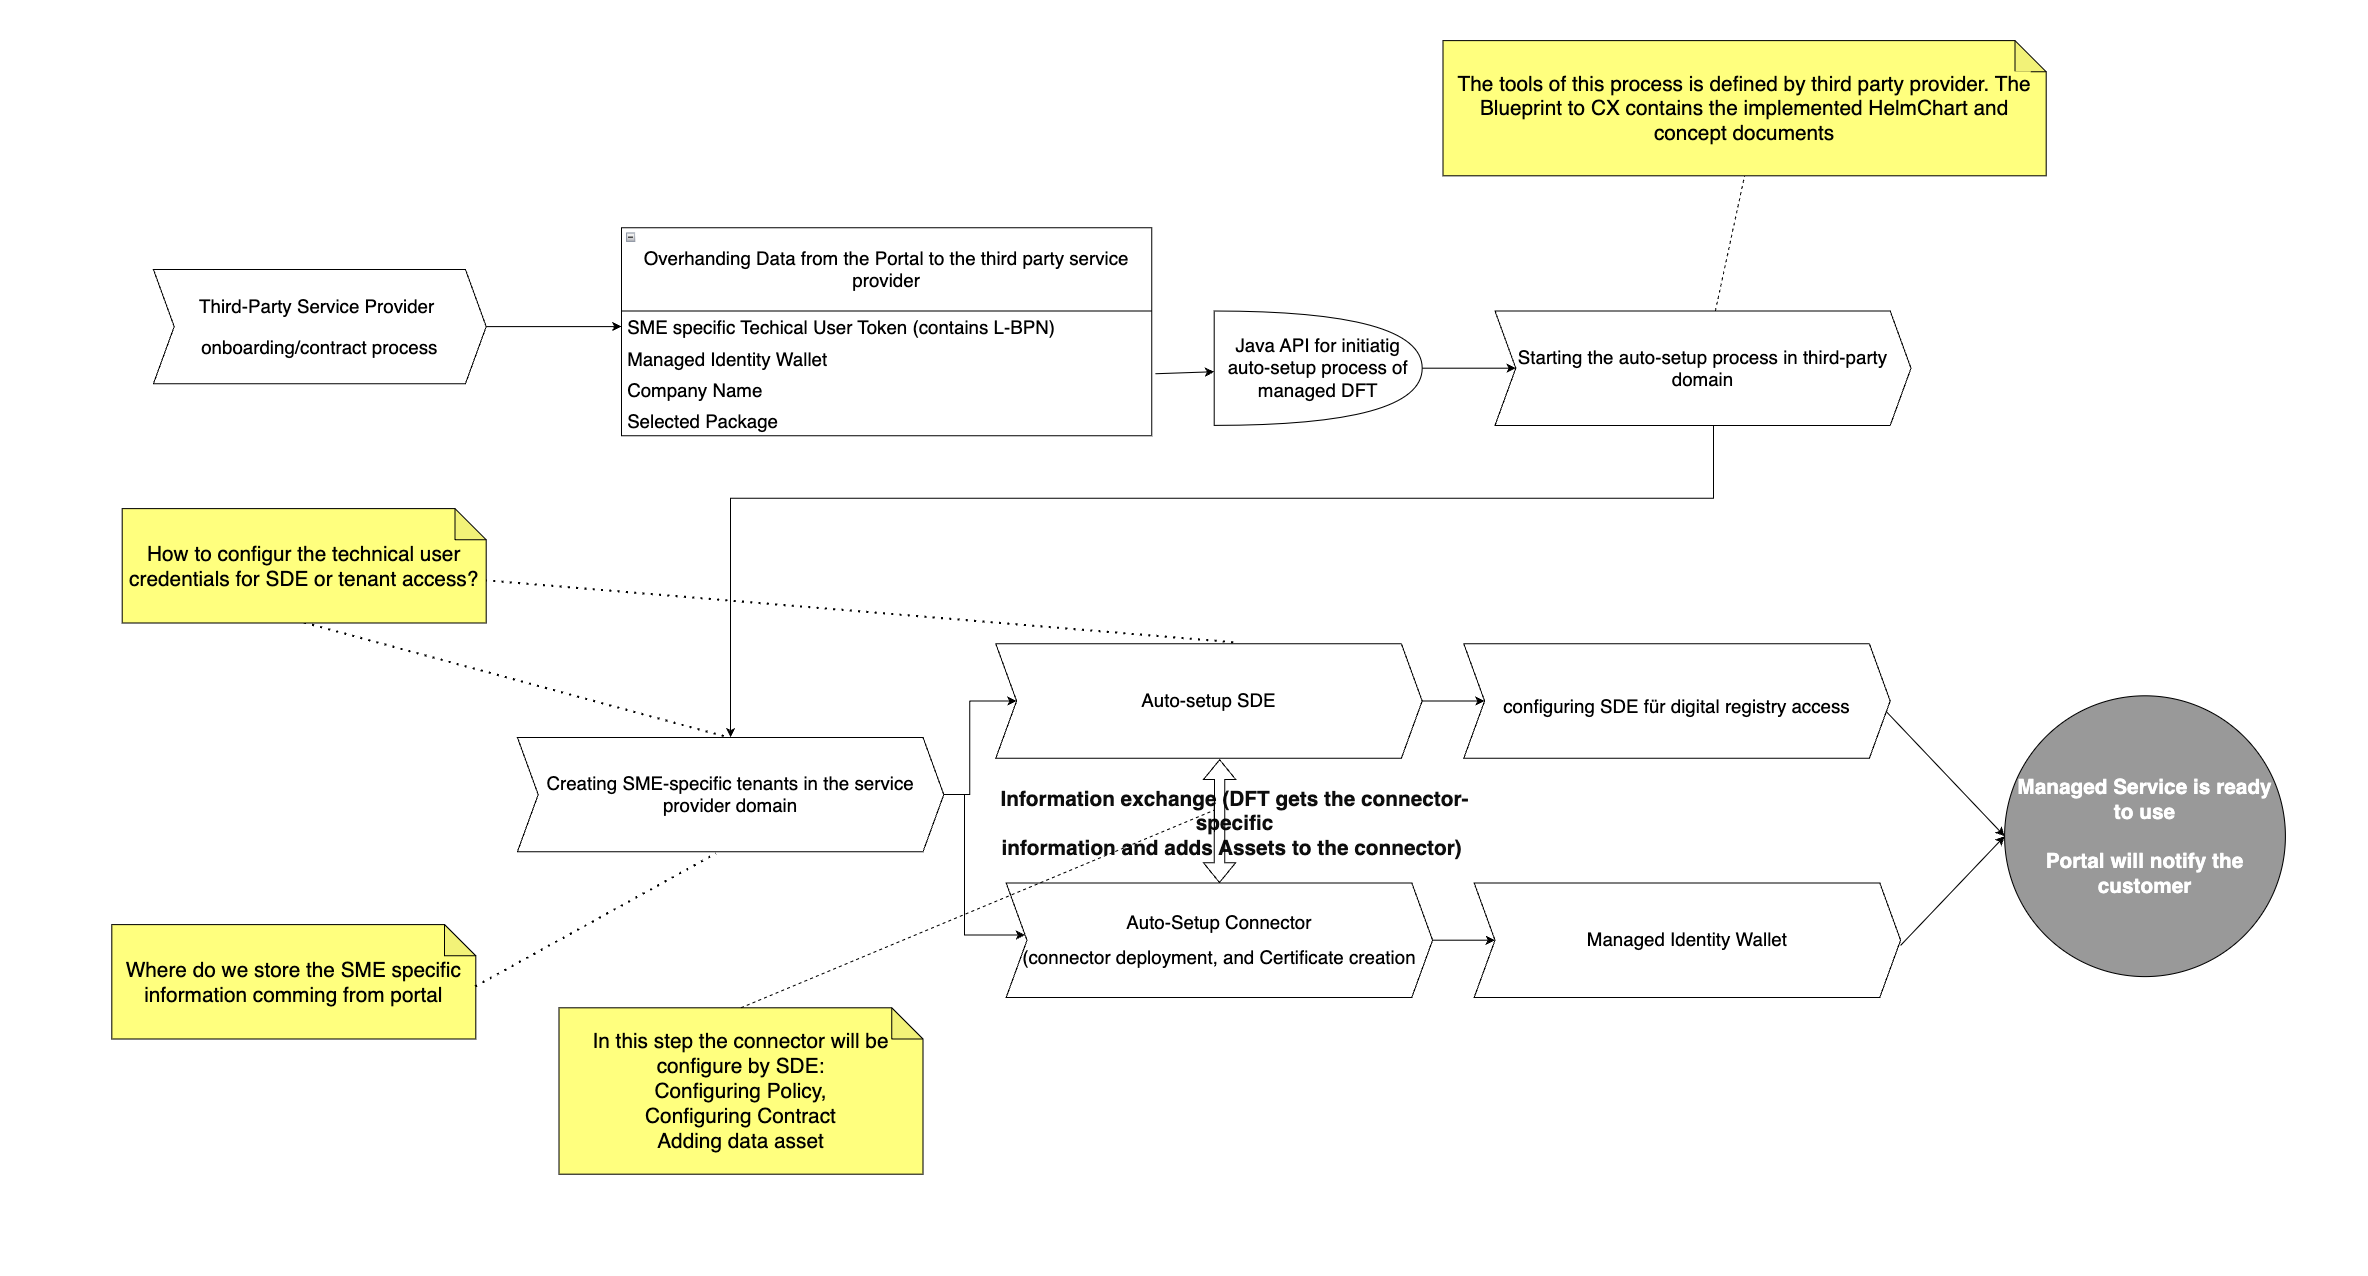 The tools of this process is defined by third party provider. The
Blueprint to CX contains the implemented HelmChart and
concept documents
Third-Party Service Provider
onboarding/contract process
Overhanding Data from the Portal to the third party service
provider
SME specific Techical User Token (contains L-BPN)
Managed Identity Wallet
Company Name
Selected Package
Java API for initiatig
auto-setup process of
managed DFT
Starting the auto-setup process in third-party
domain
How to configur the technical user
credentials for SDE or tenant access?
Auto-setup SDE
configuring SDE für digital registry access
Creating SME-specific tenants in the service
provider domain
Information exchange (DFT gets the connector-
specific
information and adds Assets to the connector)
Managed Service is ready
to use
Portal will notify the
customer
Auto-Setup Connector
(connector deployment, and Certificate creation
Managed Identity Wallet
Where do we store the SME specific
information comming from portal
In this step the connector will be
configure by SDE:
Configuring Policy,
Configuring Contract
Adding data asset